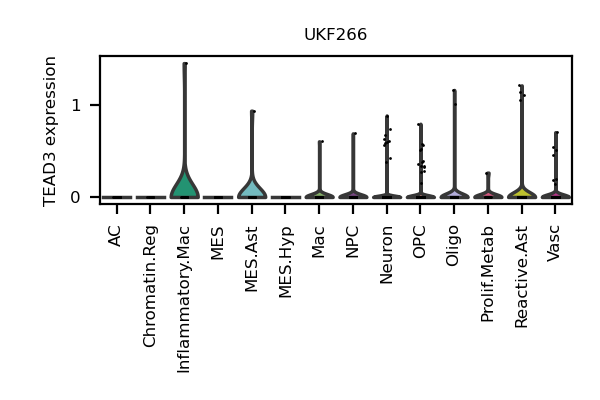 UKF266
TEAD3 expression
1
0
AC
Chromatin.Reg
Inflammatory.Mac
MES
MES.Ast
MES.Hyp
Mac
NPC
Neuron
OPC
Oligo
Prolif.Metab
Reactive.Ast
Vasc